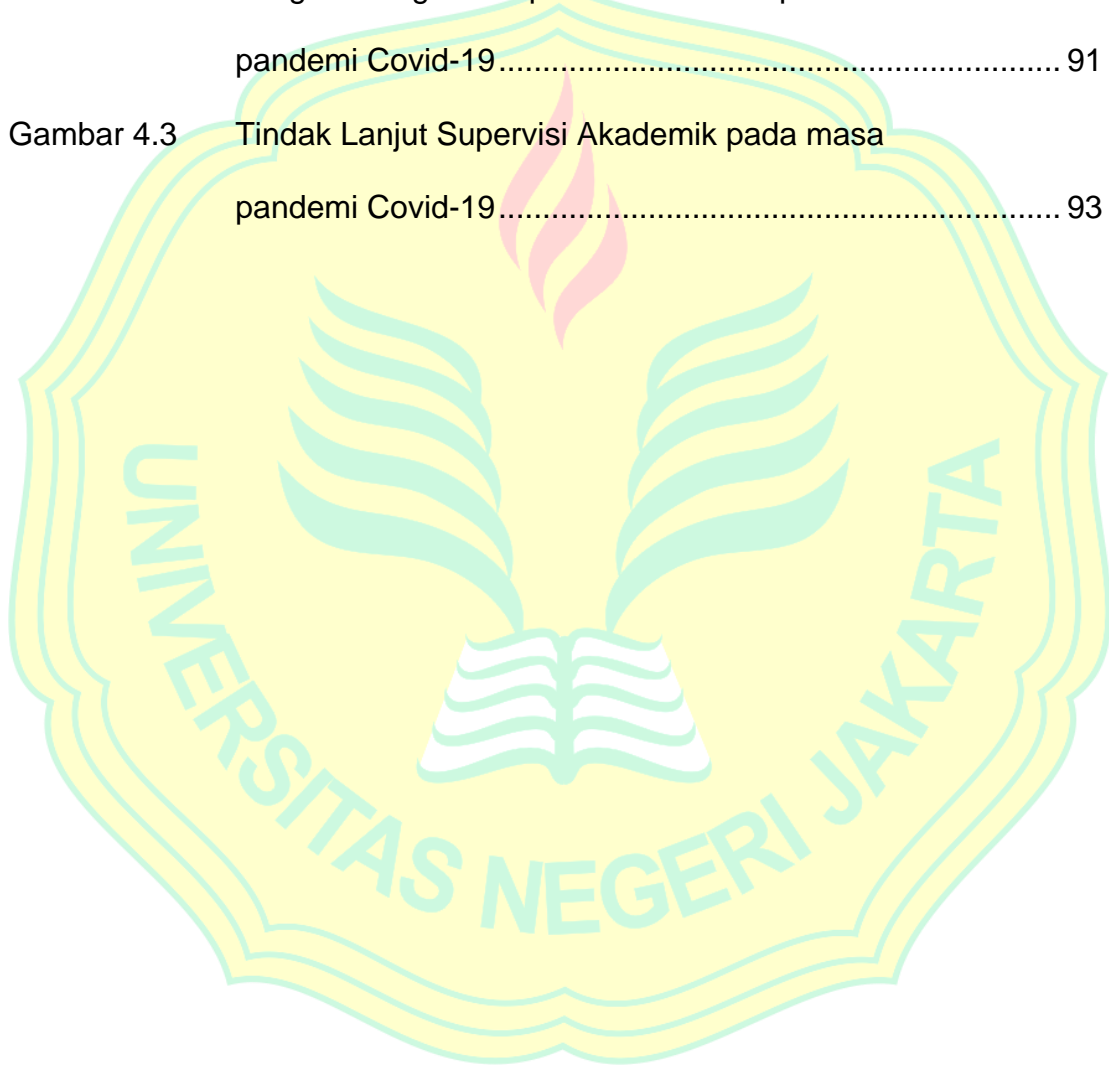 pandemi Covid-19................................................................ 91
Gambar 4.3 Tindak Lanjut Supervisi Akademik pada masa
pandemi Covid-19................................................................ 93
UNIVERSITAS NEGERI JAKARTA